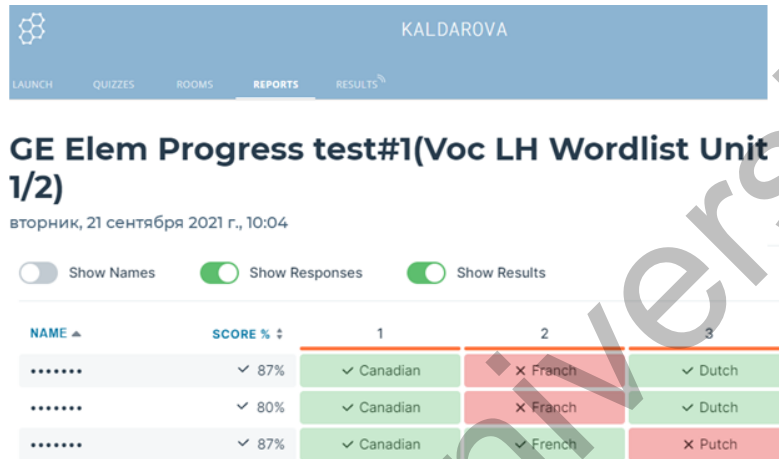 KALDAROVA
LAUNCH QUIZZES ROOMS REPORTS RESULTS
GE Elem Progress test#1(Voc LH Wordlist Unit
1/2)
вторник, 21 сентября 2021 г., 10:04
Show Names Show Responses Show Results
NAME SCORE % 1 2 3
87% Canadian Franch Dutch
80% Canadian Franch Dutch
87% Canadian French Putch